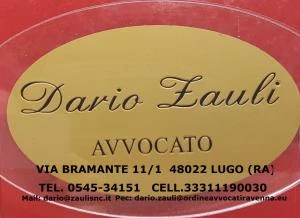 Dario Zauli
AVVOCATO
VIA BRAMANTE 11/1 48022 LUGO (RA)
TEL. 0545-34151 CELL.33311190030
Mail: dario@zaulisnc.it Pec: dario.zauli@ordineavvocatiravenna.eu